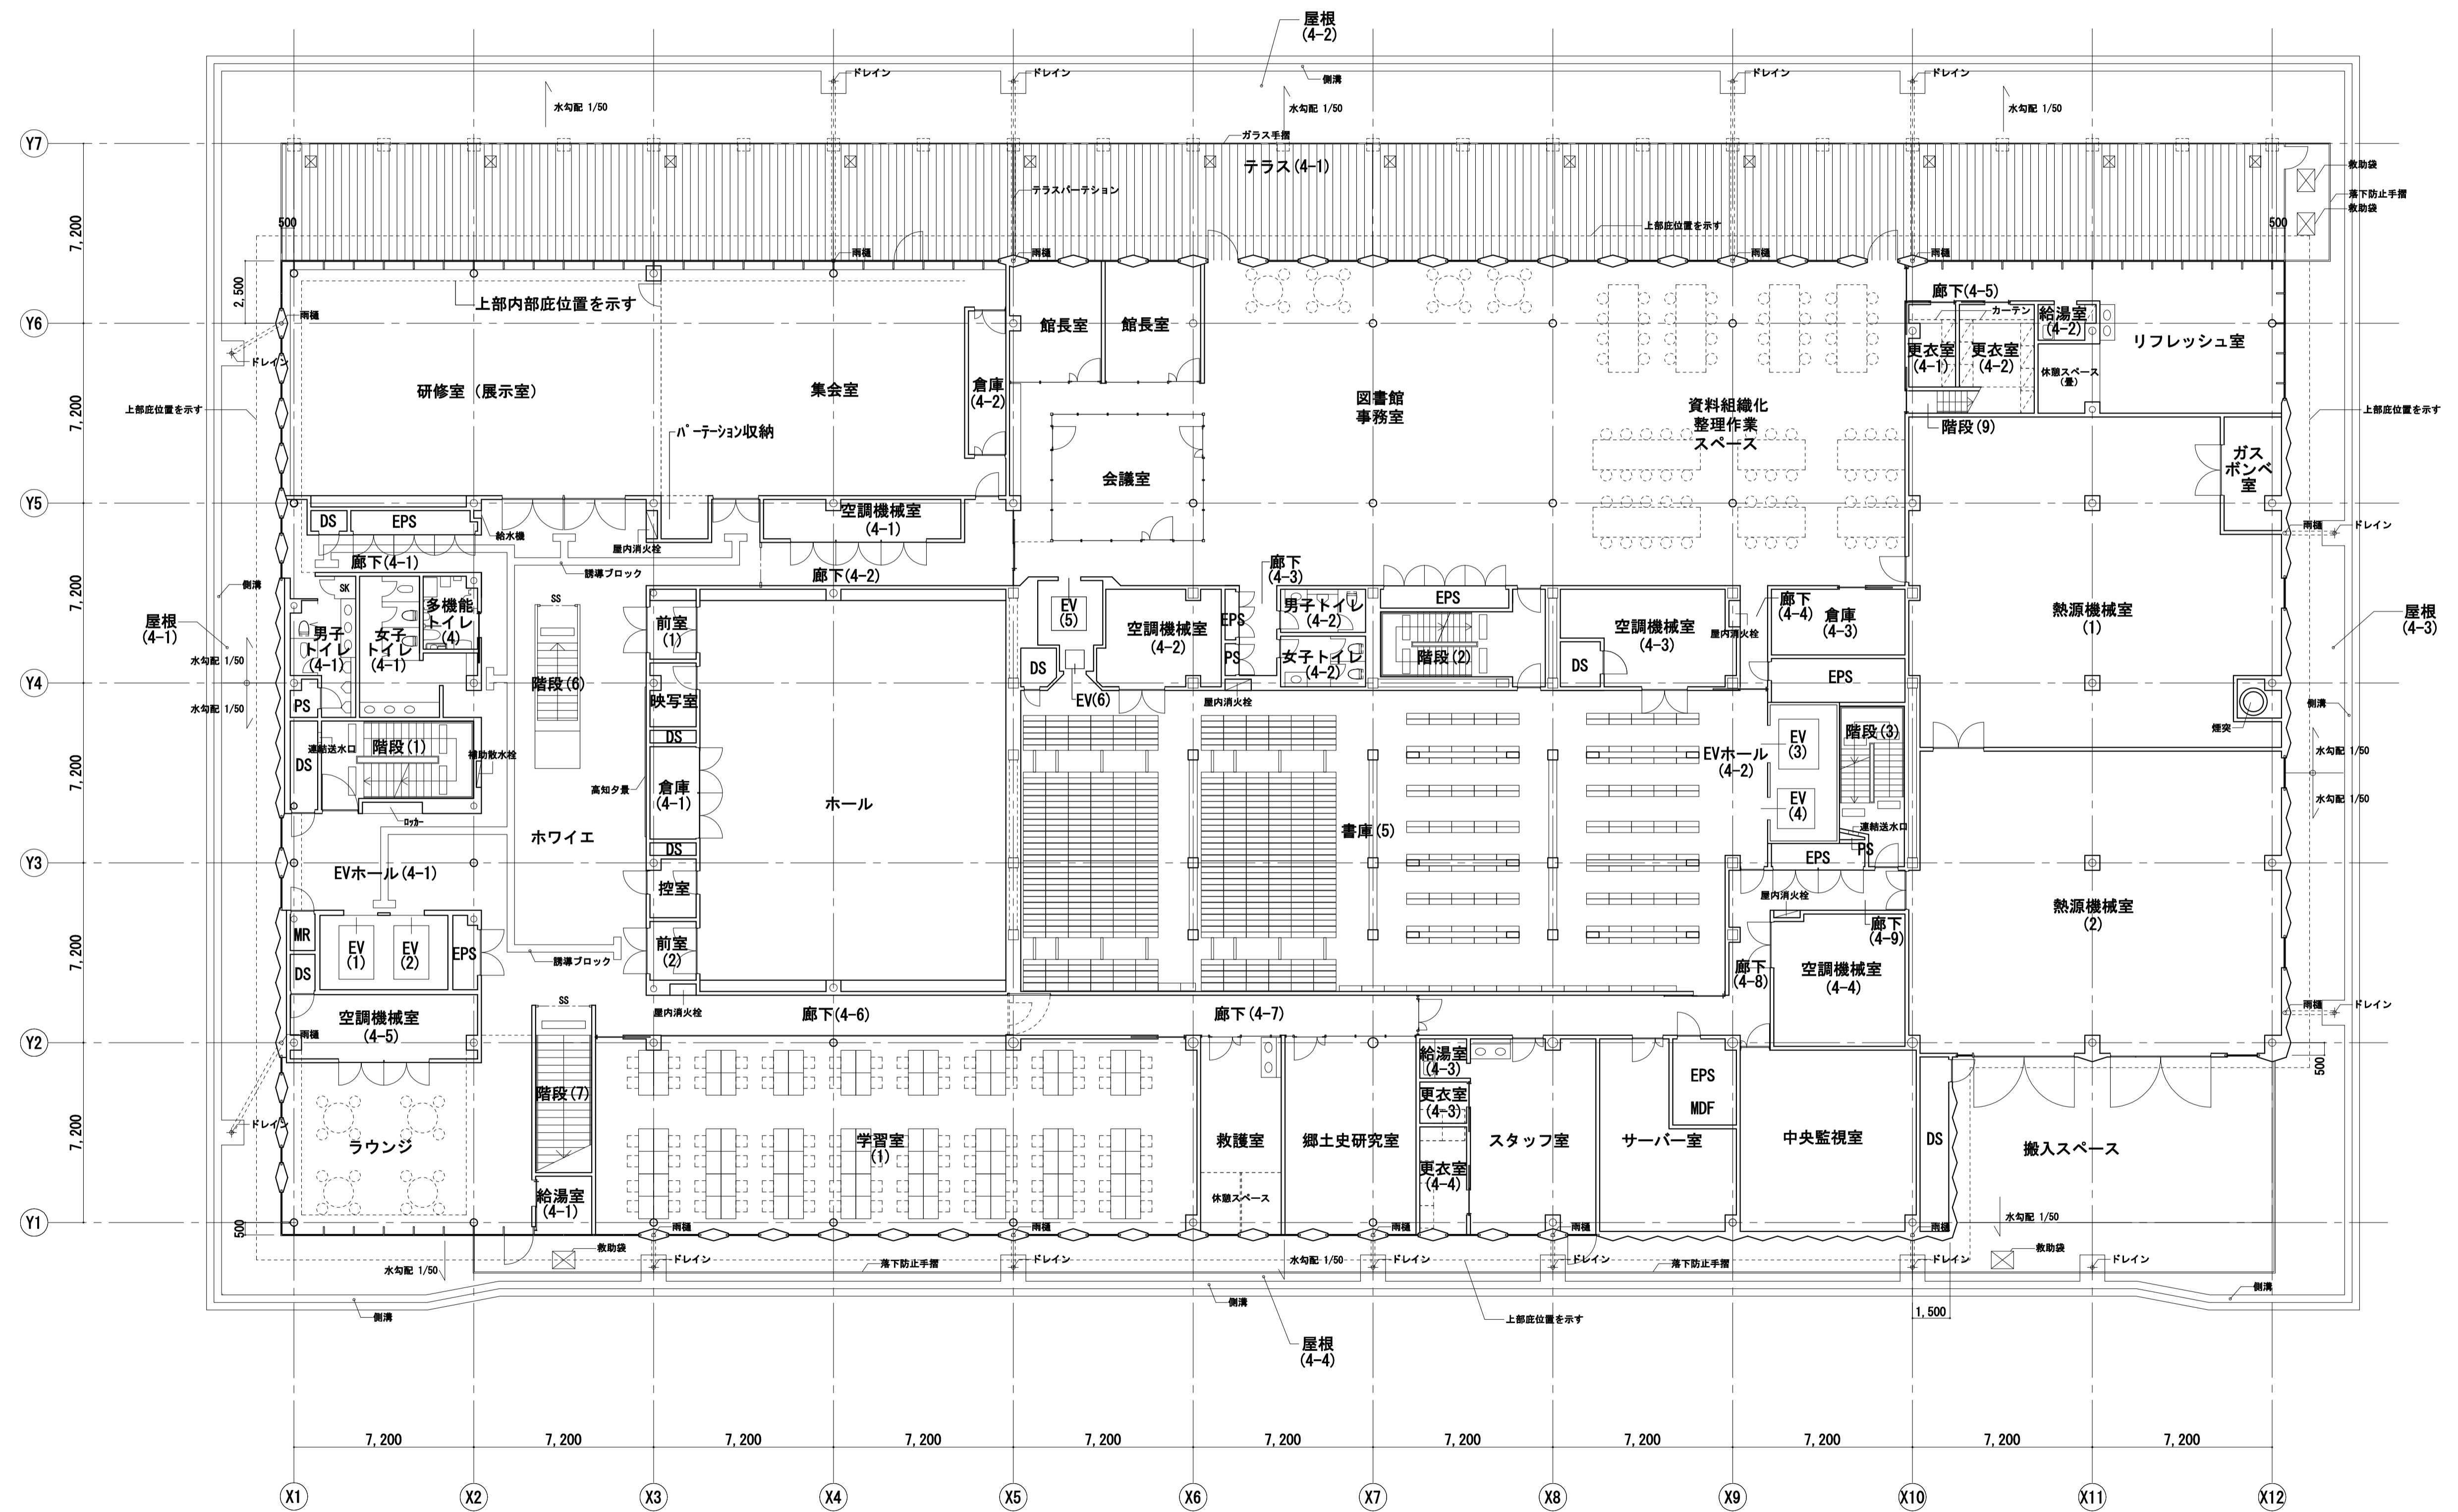 屋根
(4-2)
ドレイン
ドレイン
側溝
ドレイン
ドレイン
水勾配 1/50
水勾配 1/50
水勾配 1/50
Y7
ガラス手摺
テラス(4-1)
救助袋
テラスパーテション
落下防止手摺
救助袋
500
上部庇位置を示す
500
7,200
雨樋
雨樋
雨樋
雨樋
2,500
上部内部庇位置を示す
廊下(4-5)
カーテン
給湯室
(4-2)
雨樋
Y6
館長室
館長室
リフレッシュ室
更衣室
(4-1)
更衣室
(4-2)
ドレイン
休憩スペース
(畳)
研修室（展示室）
集会室
倉庫
(4-2)
図書館
事務室
資料組織化
整理作業
スペース
上部庇位置を示す
上部庇位置を示す
7,200
パーテション収納
階段(9)
ガス
ボンベ
室
会議室
Y5
DS
EPS
空調機械室
(4-1)
給水機
屋内消火栓
雨樋
ドレイン
廊下(4-1)
誘導ブロック
廊下(4-2)
廊下
(4-3)
側溝
SK
SS
7,200
屋根
(4-1)
多機能
トイレ
(4)
男子
トイレ
(4-1)
女子
トイレ
(4-1)
前室
(1)
EV
(5)
空調機械室
(4-2)
EPS
男子トイレ
(4-2)
EPS
廊下
(4-4)
倉庫
(4-3)
熱源機械室
(1)
屋根
(4-3)
空調機械室
(4-3)
屋内消火栓
水勾配 1/50
DS
PS
女子トイレ
(4-2)
階段(2)
DS
EPS
Y4
階段(6)
映写室
EV(6)
屋内消火栓
PS
水勾配 1/50
側溝
煙突
DS
連結送水口
階段(1)
補助散水栓
DS
EV
(3)
階段(3)
EVホール
(4-2)
水勾配 1/50
7,200
高知夕景
倉庫
(4-1)
ホール
EV
(4)
水勾配 1/50
ロッカー
ホワイエ
書庫(5)
連結送水口
PS
Y3
DS
EPS
EVホール(4-1)
控室
屋内消火栓
熱源機械室
(2)
廊下
(4-9)
MR
EV
(1)
EV
(2)
EPS
前室
(2)
誘導ブロック
7,200
DS
廊下
(4-8)
空調機械室
(4-4)
SS
屋内消火栓
廊下(4-6)
廊下(4-7)
雨樋
ドレイン
空調機械室
(4-5)
雨樋
Y2
給湯室
(4-3)
EPS
MDF
500
階段(7)
更衣室
(4-3)
7,200
ドレイン
ラウンジ
学習室
(1)
救護室
郷土史研究室
スタッフ室
サーバー室
中央監視室
DS
搬入スペース
更衣室
(4-4)
給湯室
(4-1)
休憩スペース
Y1
500
雨樋
雨樋
雨樋
雨樋
雨樋
水勾配 1/50
救助袋
救助袋
水勾配 1/50
ドレイン
落下防止手摺
ドレイン
水勾配 1/50
ドレイン
ドレイン
落下防止手摺
ドレイン
ドレイン
側溝
側溝
側溝
1,500
上部庇位置を示す
屋根
(4-4)
7,200
7,200
7,200
7,200
7,200
7,200
7,200
7,200
7,200
7,200
7,200
X1
X2
X3
X4
X5
X6
X7
X8
X9
X10
X11
X12